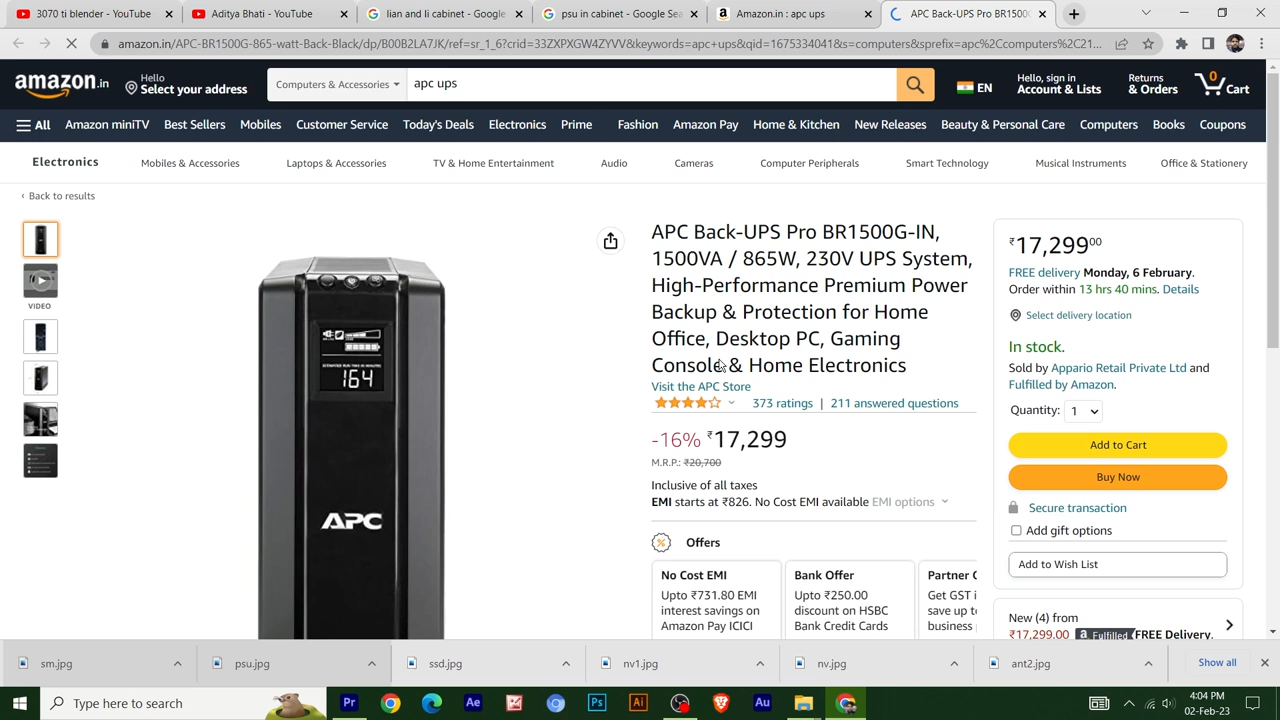 3070 ti blender - YouTube
Aditya Bhati - YouTube
lian and li cabinet - Google
psu in cabinet - Google Sea
Amazon.in : apc ups
APC Back-UPS Pro BR1500G
amazon.in/APC-BR1500G-865-watt-Back-Black/dp/B00B2LA7JK/ref=sr_1_6?crid=33ZXPXGW4ZYVV&keywords=apc+ups&qid=1675334041&s=computers&sprefix=apc%2Ccomputers%2C21...
amazon.in
Hello
Select your address
Computers & Accessories
apc ups
EN
Hello, sign in
Account & Lists
Returns
& Orders
0
Cart
All
Amazon miniTV
Best Sellers
Mobiles
Customer Service
Today's Deals
Electronics
Prime
Fashion
Amazon Pay
Home & Kitchen
New Releases
Beauty & Personal Care
Computers
Books
Coupons
Electronics
Mobiles & Accessories
Laptops & Accessories
TV & Home Entertainment
Audio
Cameras
Computer Peripherals
Smart Technology
Musical Instruments
Office & Stationery
‹ Back to results
VIDEO
164
APC
APC Back-UPS Pro BR1500G-IN,
1500VA / 865W, 230V UPS System,
High-Performance Premium Power
Backup & Protection for Home
Office, Desktop PC, Gaming
Console & Home Electronics
Visit the APC Store
373 ratings | 211 answered questions
-16% ₹17,299
M.R.P.: ₹20,700
Inclusive of all taxes
EMI starts at ₹826. No Cost EMI available EMI options
Offers
No Cost EMI
Upto ₹731.80 EMI
interest savings on
Amazon Pay ICICI
Bank Offer
Upto ₹250.00
discount on HSBC
Bank Credit Cards
Partner O
Get GST i
save up to
business p
₹17,29900
FREE delivery Monday, 6 February.
Order within 13 hrs 40 mins. Details
Select delivery location
In stock.
Sold by Appario Retail Private Ltd and
Fulfilled by Amazon.
Quantity: 1
Add to Cart
Buy Now
Secure transaction
Add gift options
Add to Wish List
New (4) from
₹17,299.00 Fulfilled FREE Delivery.
sm.jpg
psu.jpg
ssd.jpg
nv1.jpg
nv.jpg
ant2.jpg
Show all
Type here to search
Pr
Ae
Ps
Ai
Au
4:04 PM
02-Feb-23